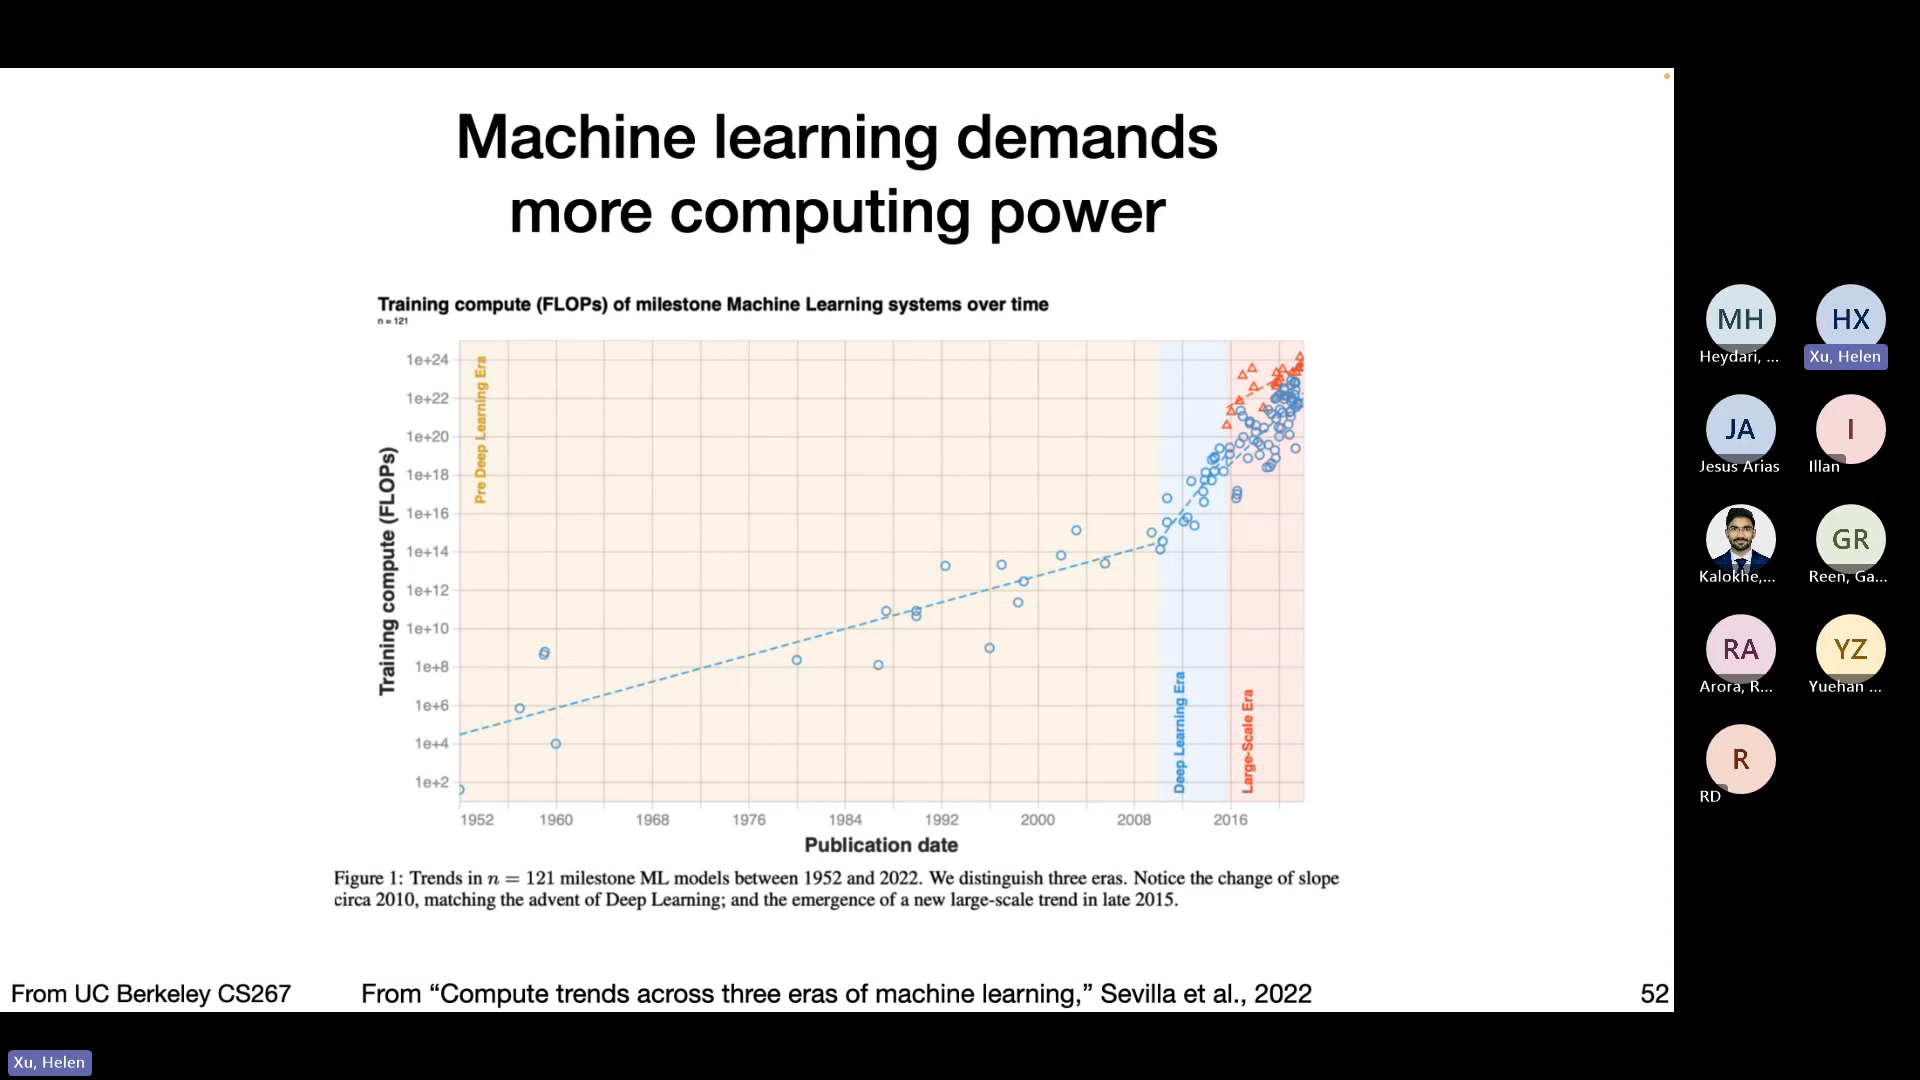 Machine learning demands
more computing power
Training compute (FLOPs) of milestone Machine Learning systems over time
n = 121
Training compute (FLOPs)
1e+24
1e+22
1e+20
1e+18
1e+16
1e+14
1e+12
1e+10
1e+8
1e+6
1e+4
1e+2
Pre Deep Learning Era
Deep Learning Era
Large-Scale Era
1952 1960 1968 1976 1984 1992 2000 2008 2016
Publication date
Figure 1: Trends in n = 121 milestone ML models between 1952 and 2022. We distinguish three eras. Notice the change of slope
circa 2010, matching the advent of Deep Learning; and the emergence of a new large-scale trend in late 2015.
From UC Berkeley CS267
From “Compute trends across three eras of machine learning,” Sevilla et al., 2022
52
MH
Heydari, ...
HX
Xu, Helen
JA
Jesus Arias
I
Illan
Kalokhe,...
GR
Reen, Ga...
RA
Arora, R...
YZ
Yuehan ...
R
RD
Xu, Helen